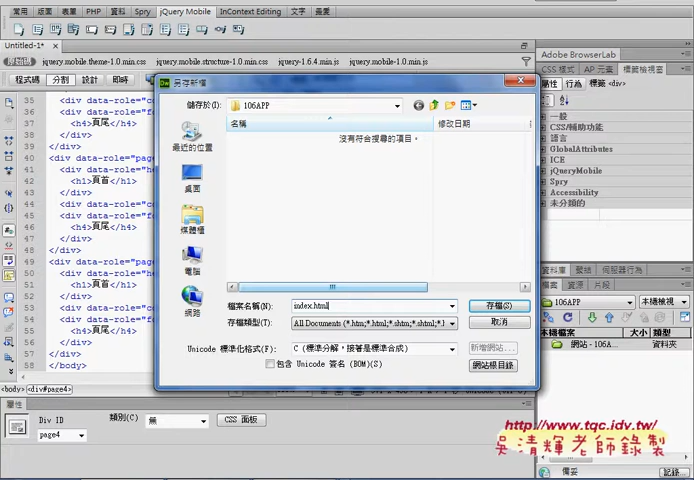 常用 版面 表單 PHP 資料 Spry jQuery Mobile InContext Editing 文字 最愛
Untitled-1*
原始碼 jquery.mobile.theme-1.0.min.css jquery.mobile.structure-1.0.min.css jquery-1.6.4.min.js jquery.mobile-1.0.min.js
程式碼 分割 設計 即時
另存新檔
儲存於(I): 106APP
名稱 修改日期
沒有符合搜尋的項目。
最近的位置
桌面
媒體櫃
電腦
網路
檔案名稱(N): index.html 存檔(S)
存檔類型(T): All Documents (*.htm;*.html;*.shtm;*.shtml;*.l 取消
Unicode 標準化格式(F): C (標準分解，接著是標準合成) 新增網站...
包含 Unicode 簽名 (BOM)(S) 網站根目錄
35 <div data-role="c
36 <div data-role="f
37 <h4>頁尾</h4>
38 </div>
39 </div>
40 <div data-role="page
41 <div data-role="
42 <h1>頁首</h1>
43 </div>
44 <div data-role="c
45 <div data-role="f
46 <h4>頁尾</h4>
47 </div>
48 </div>
49 <div data-role="page
50 <div data-role="
51 <h1>頁首</h1>
52 </div>
53 <div data-role="c
54 <div data-role="f
55 <h4>頁尾</h4>
56 </div>
57 </div>
58
<body> <div#page4>
屬性
Div ID 類別(C) 無 CSS 面板
page4
Adobe BrowserLab
CSS 樣式 AP 元素 標籤檢視窗
標籤 <div>
屬性 行為
一般
CSS/輔助功能
語言
GlobalAttributes
ICE
jQueryMobile
Spry
Accessibility
未分類的
資料庫 繫結 伺服器行為
檔案 資源 片段
106APP 本機檢視
本機檔案 大小 類型
網站 - 106A... 資料夾
備妥
http://www.tqc.idv.tw/
吳清輝老師錄製